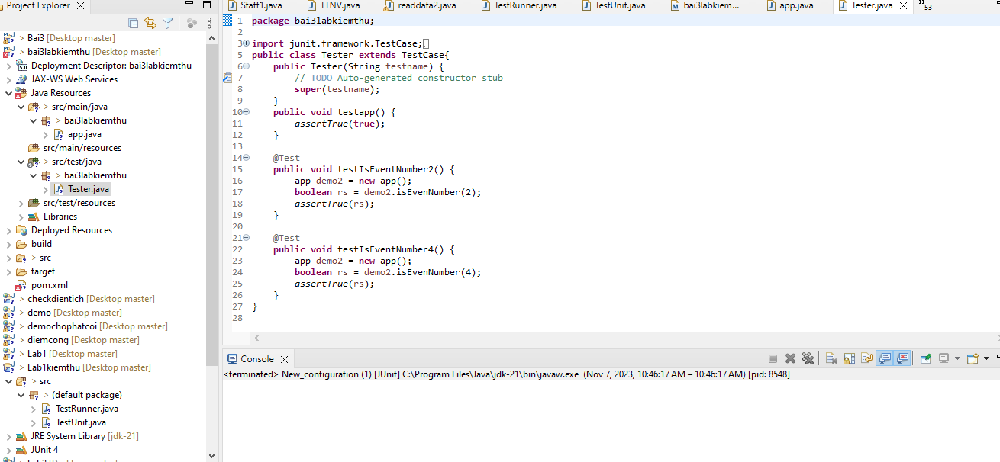 Project Explorer
Staff1.java
TTNV.java
readdata2.java
TestRunner.java
TestUnit.java
bai3labkiem...
app.java
Tester.java
53
> Bai3 [Desktop master]
> bai3labkiemthu [Desktop master]
Deployment Descriptor: bai3labkiemthu
JAX-WS Web Services
Java Resources
> src/main/java
> bai3labkiemthu
app.java
src/main/resources
> src/test/java
> bai3labkiemthu
Tester.java
src/test/resources
Libraries
Deployed Resources
build
> src
target
pom.xml
> checkdientich [Desktop master]
> demo [Desktop master]
> demochophatcoi [Desktop master]
> diemcong [Desktop master]
> Lab1 [Desktop master]
> Lab1kiemthu [Desktop master]
> src
> (default package)
TestRunner.java
TestUnit.java
JRE System Library [jdk-21]
JUnit 4
1 package bai3labkiemthu;
2
3 import junit.framework.TestCase;
5 public class Tester extends TestCase{
6 public Tester(String testname) {
7 // TODO Auto-generated constructor stub
8 super(testname);
9 }
10 public void testapp() {
11 assertTrue(true);
12 }
13
14 @Test
15 public void testIsEventNumber2() {
16 app demo2 = new app();
17 boolean rs = demo2.isEvenNumber(2);
18 assertTrue(rs);
19 }
20
21 @Test
22 public void testIsEventNumber4() {
23 app demo2 = new app();
24 boolean rs = demo2.isEvenNumber(4);
25 assertTrue(rs);
26 }
27 }
28
Console
<terminated> New_configuration (1) [JUnit] C:\Program Files\Java\jdk-21\bin\javaw.exe (Nov 7, 2023, 10:46:17 AM – 10:46:17 AM) [pid: 8548]